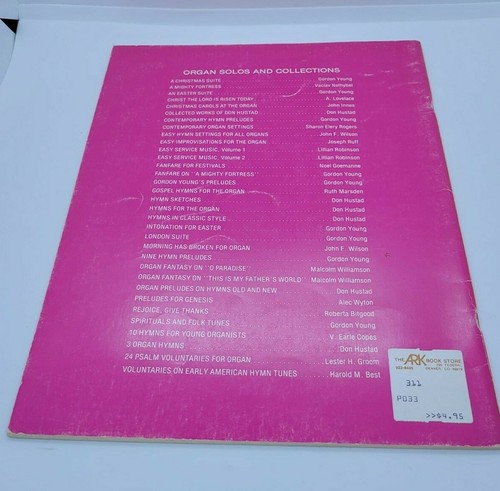 ORGAN SOLOS AND COLLECTIONS
A CHRISTMAS SUITE . . . Gordon Young
A MIGHTY FORTRESS . . . Vaclav Nelhybel
AN EASTER SUITE . . . Gordon Young
CHRIST THE LORD IS RISEN TODAY . . . A. Lovelace
CHRISTMAS CAROLS AT THE ORGAN . . . John Innes
COLLECTED WORKS OF DON HUSTAD . . . Don Hustad
CONTEMPORARY HYMN PRELUDES . . . Gordon Young
CONTEMPORARY ORGAN SETTINGS . . . Sharon Elery Rogers
EASY HYMN SETTINGS FOR ALL ORGANS . . . John F. Wilson
EASY IMPROVISATIONS FOR THE ORGAN . . . Joseph Ruff
EASY SERVICE MUSIC, Volume 1 . . . Lillian Robinson
EASY SERVICE MUSIC, Volume 2 . . . Lillian Robinson
FANFARE FOR FESTIVALS . . . Noel Goemanne
FANFARE ON "A MIGHTY FORTRESS" . . . Gordon Young
GORDON YOUNG'S PRELUDES . . . Gordon Young
GOSPEL HYMNS FOR THE ORGAN . . . Ruth Marsden
HYMN SKETCHES . . . Don Hustad
HYMNS FOR THE ORGAN . . . Don Hustad
HYMNS IN CLASSIC STYLE . . . Don Hustad
INTONATION FOR EASTER . . . Gordon Young
LONDON SUITE . . . Gordon Young
MORNING HAS BROKEN FOR ORGAN . . . John F. Wilson
NINE HYMN PRELUDES . . . Gordon Young
ORGAN FANTASY ON "O PARADISE" . . . Malcolm Williamson
ORGAN FANTASY ON "THIS IS MY FATHER'S WORLD" Malcolm Williamson
ORGAN PRELUDES ON HYMNS OLD AND NEW . . . Don Hustad
PRELUDES FOR GENESIS . . . Alec Wyton
REJOICE, GIVE THANKS . . . Roberta Bitgood
SPIRITUALS AND FOLK TUNES . . . Gordon Young
10 HYMNS FOR YOUNG ORGANISTS . . . V. Earle Copes
3 ORGAN HYMNS . . . Don Hustad
24 PSALM VOLUNTARIES FOR ORGAN . . . Lester H. Groom
VOLUNTARIES ON EARLY AMERICAN HYMN TUNES . . . Harold M. Best
THE ARK BOOK STORE
311
P033
>>$4.95